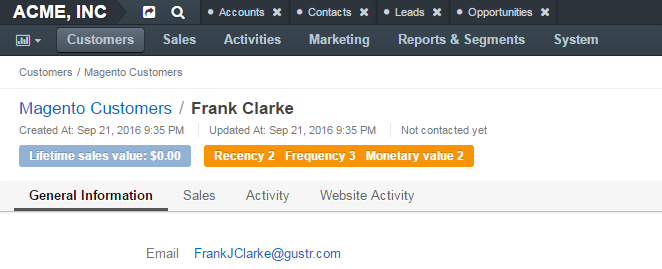 ACME, INC Accounts Contacts Leads Opportunities
Customers Sales Activities Marketing Reports & Segments System
Customers / Magento Customers
Magento Customers / Frank Clarke
Created At: Sep 21, 2016 9:35 PM Updated At: Sep 21, 2016 9:35 PM Not contacted yet
Lifetime sales value: $0.00 Recency 2 Frequency 3 Monetary value 2
General Information Sales Activity Website Activity
Email FrankJClarke@gustr.com